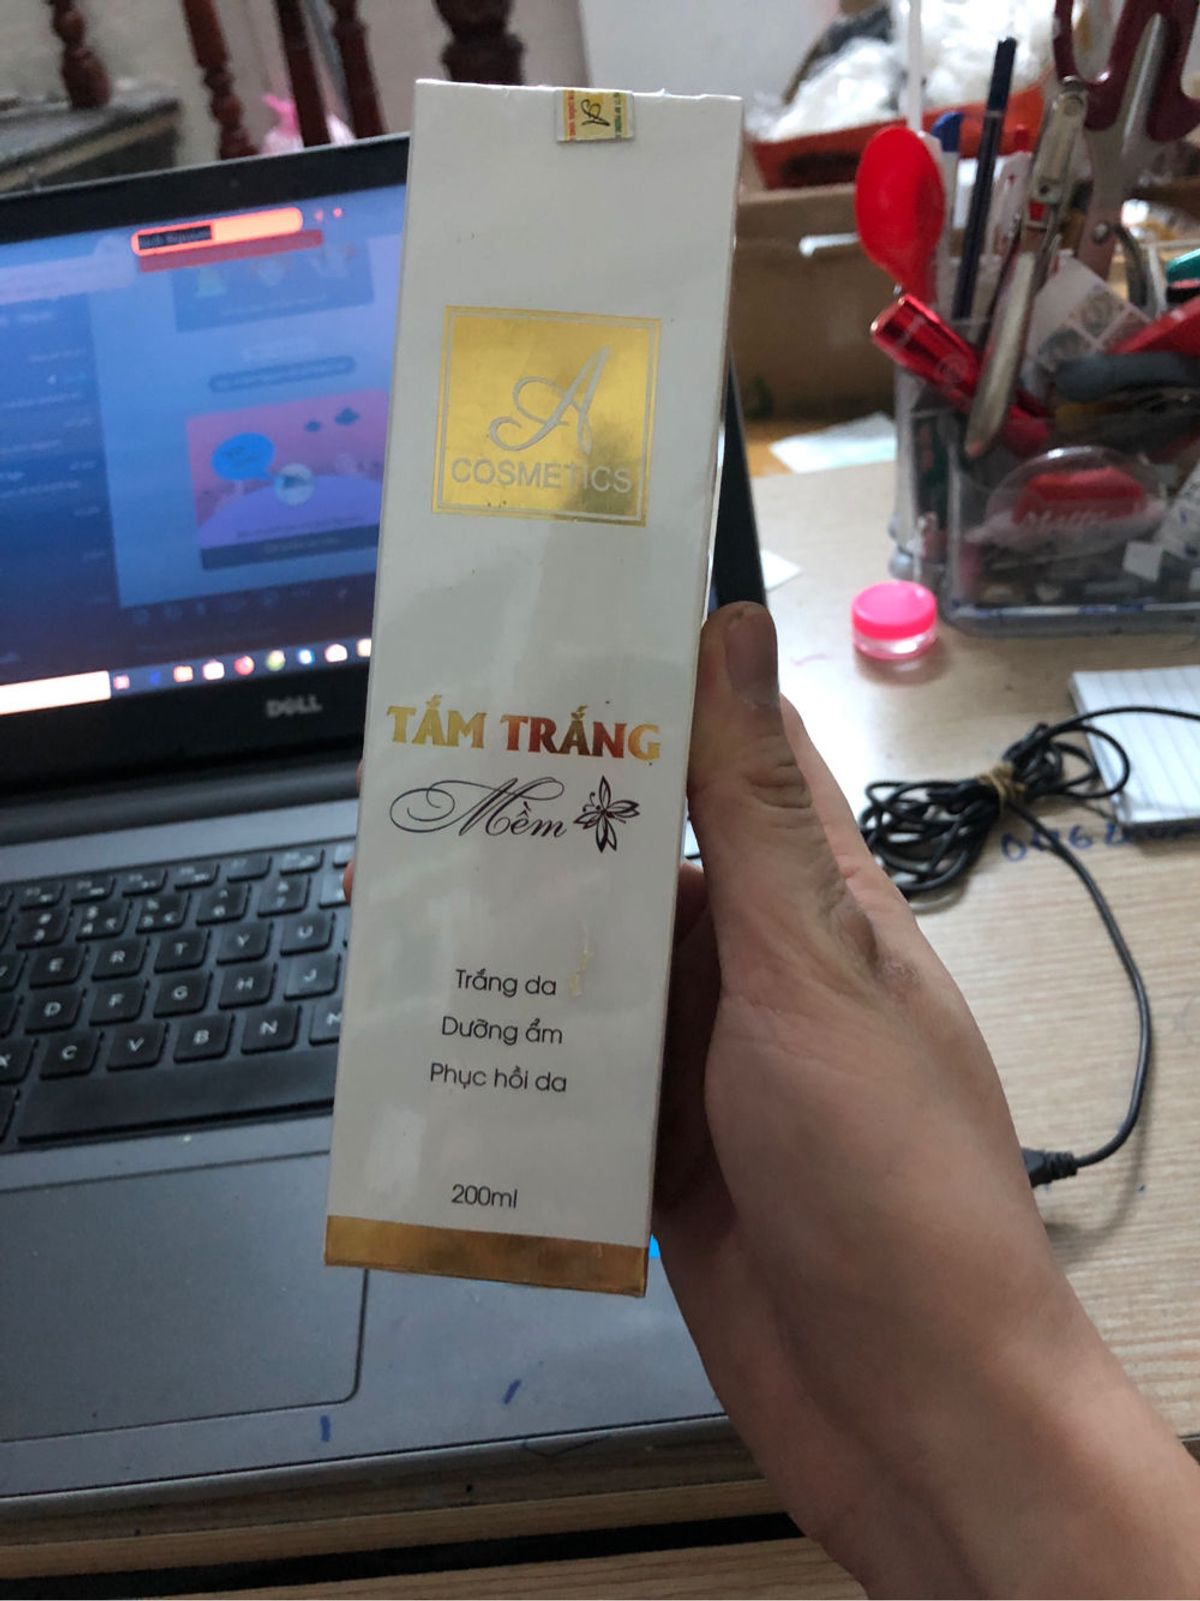 A
A
COSMETICS
TẮM TRẮNG
Mềm
Trắng da
Dưỡng ẩm
Phục hồi da
200ml
DELL